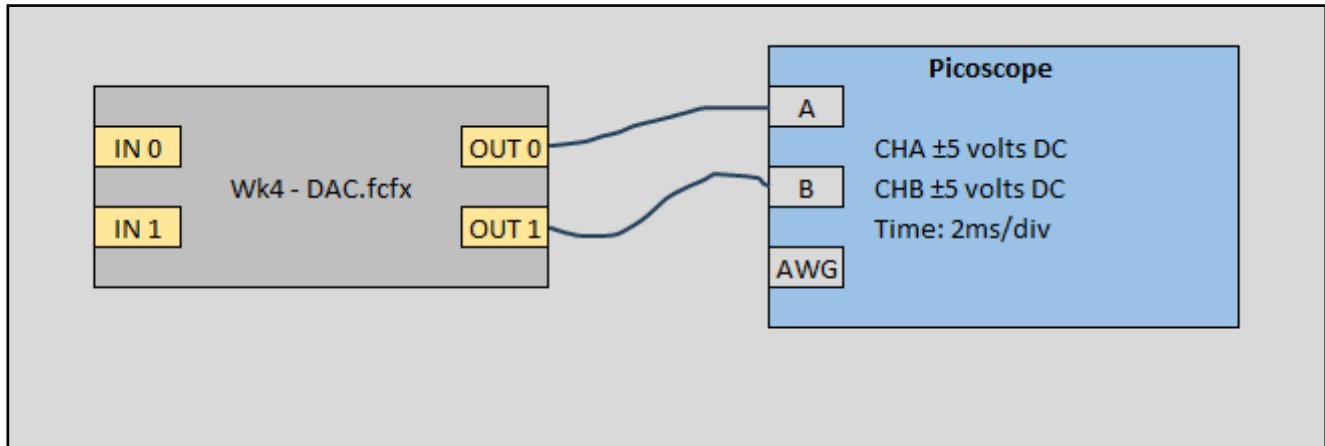 Picoscope
A
IN 0
OUT 0
CHA ±5 volts DC
Wk4 - DAC.fcfx
B
CHB ±5 volts DC
IN 1
OUT 1
Time: 2ms/div
AWG